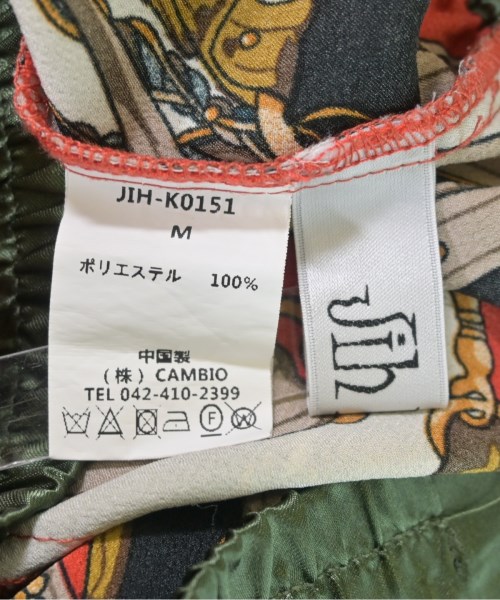 JIH-K0151
M
ポリエステル 100%
中国製
(株) CAMBIO
TEL 042-410-2399
F W
Jih